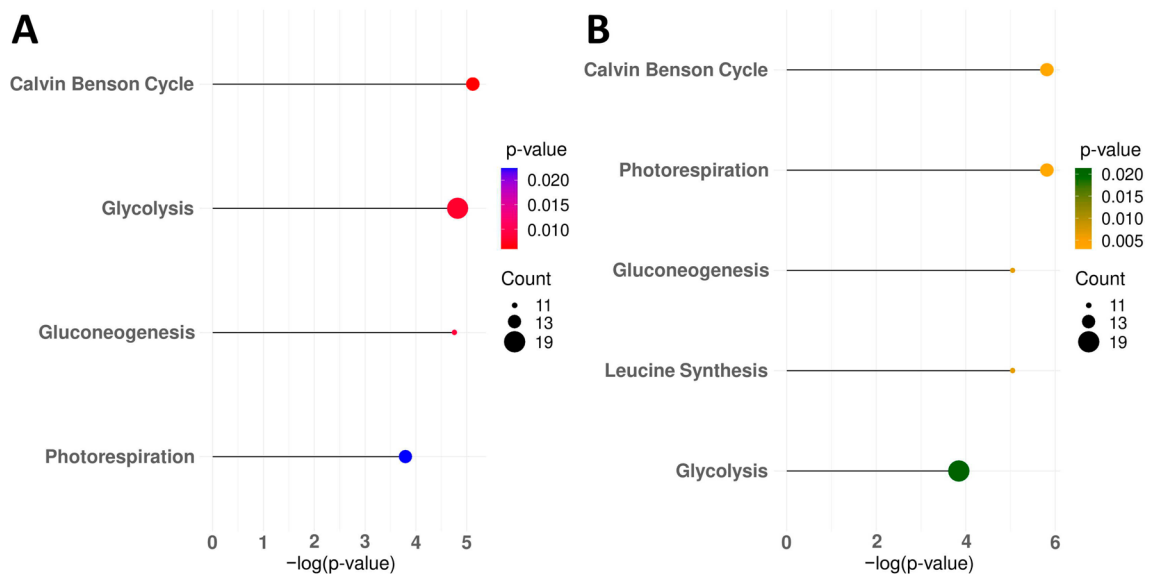 A
Calvin Benson Cycle
Glycolysis
Gluconeogenesis
Photorespiration
0 1 2 3 4 5
−log(p-value)
p-value
0.020
0.015
0.010
Count
11
13
19
B
Calvin Benson Cycle
Photorespiration
Gluconeogenesis
Leucine Synthesis
Glycolysis
0 2 4 6
−log(p-value)
p-value
0.020
0.015
0.010
0.005
Count
11
13
19